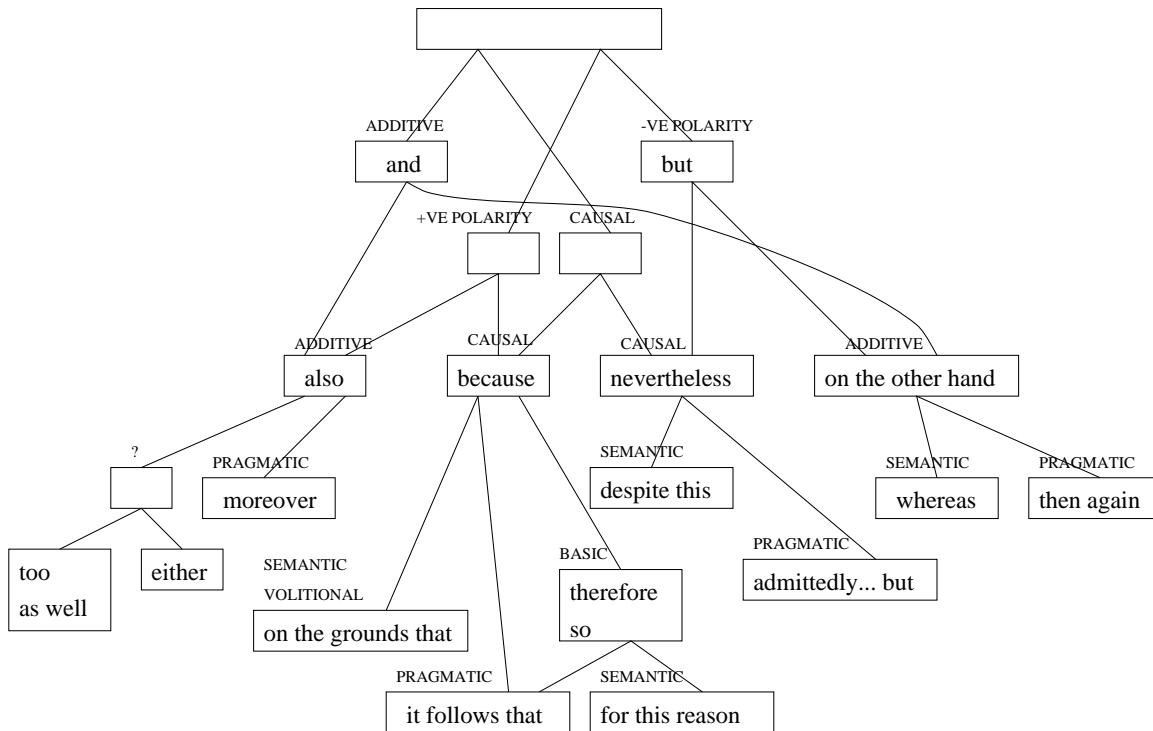 ADDITIVE
-VE POLARITY
and
but
+VE POLARITY
CAUSAL
ADDITIVE
CAUSAL
CAUSAL
ADDITIVE
also
because
nevertheless
on the other hand
?
PRAGMATIC
SEMANTIC
SEMANTIC
PRAGMATIC
moreover
despite this
whereas
then again
too
as well
either
SEMANTIC
VOLITIONAL
on the grounds that
BASIC
therefore
so
PRAGMATIC
admittedly... but
PRAGMATIC
SEMANTIC
it follows that
for this reason